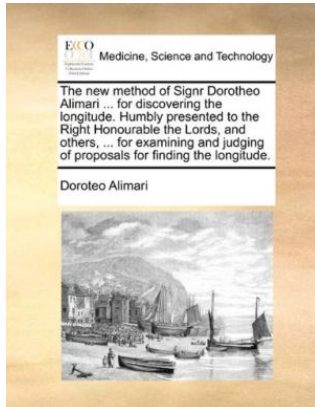 ECCO
Medicine, Science and Technology
The new method of Signr Dorotheo
Alimari ... for discovering the
longitude. Humbly presented to the
Right Honourable the Lords, and
others, ... for examining and judging
of proposals for finding the longitude.
Doroteo Alimari